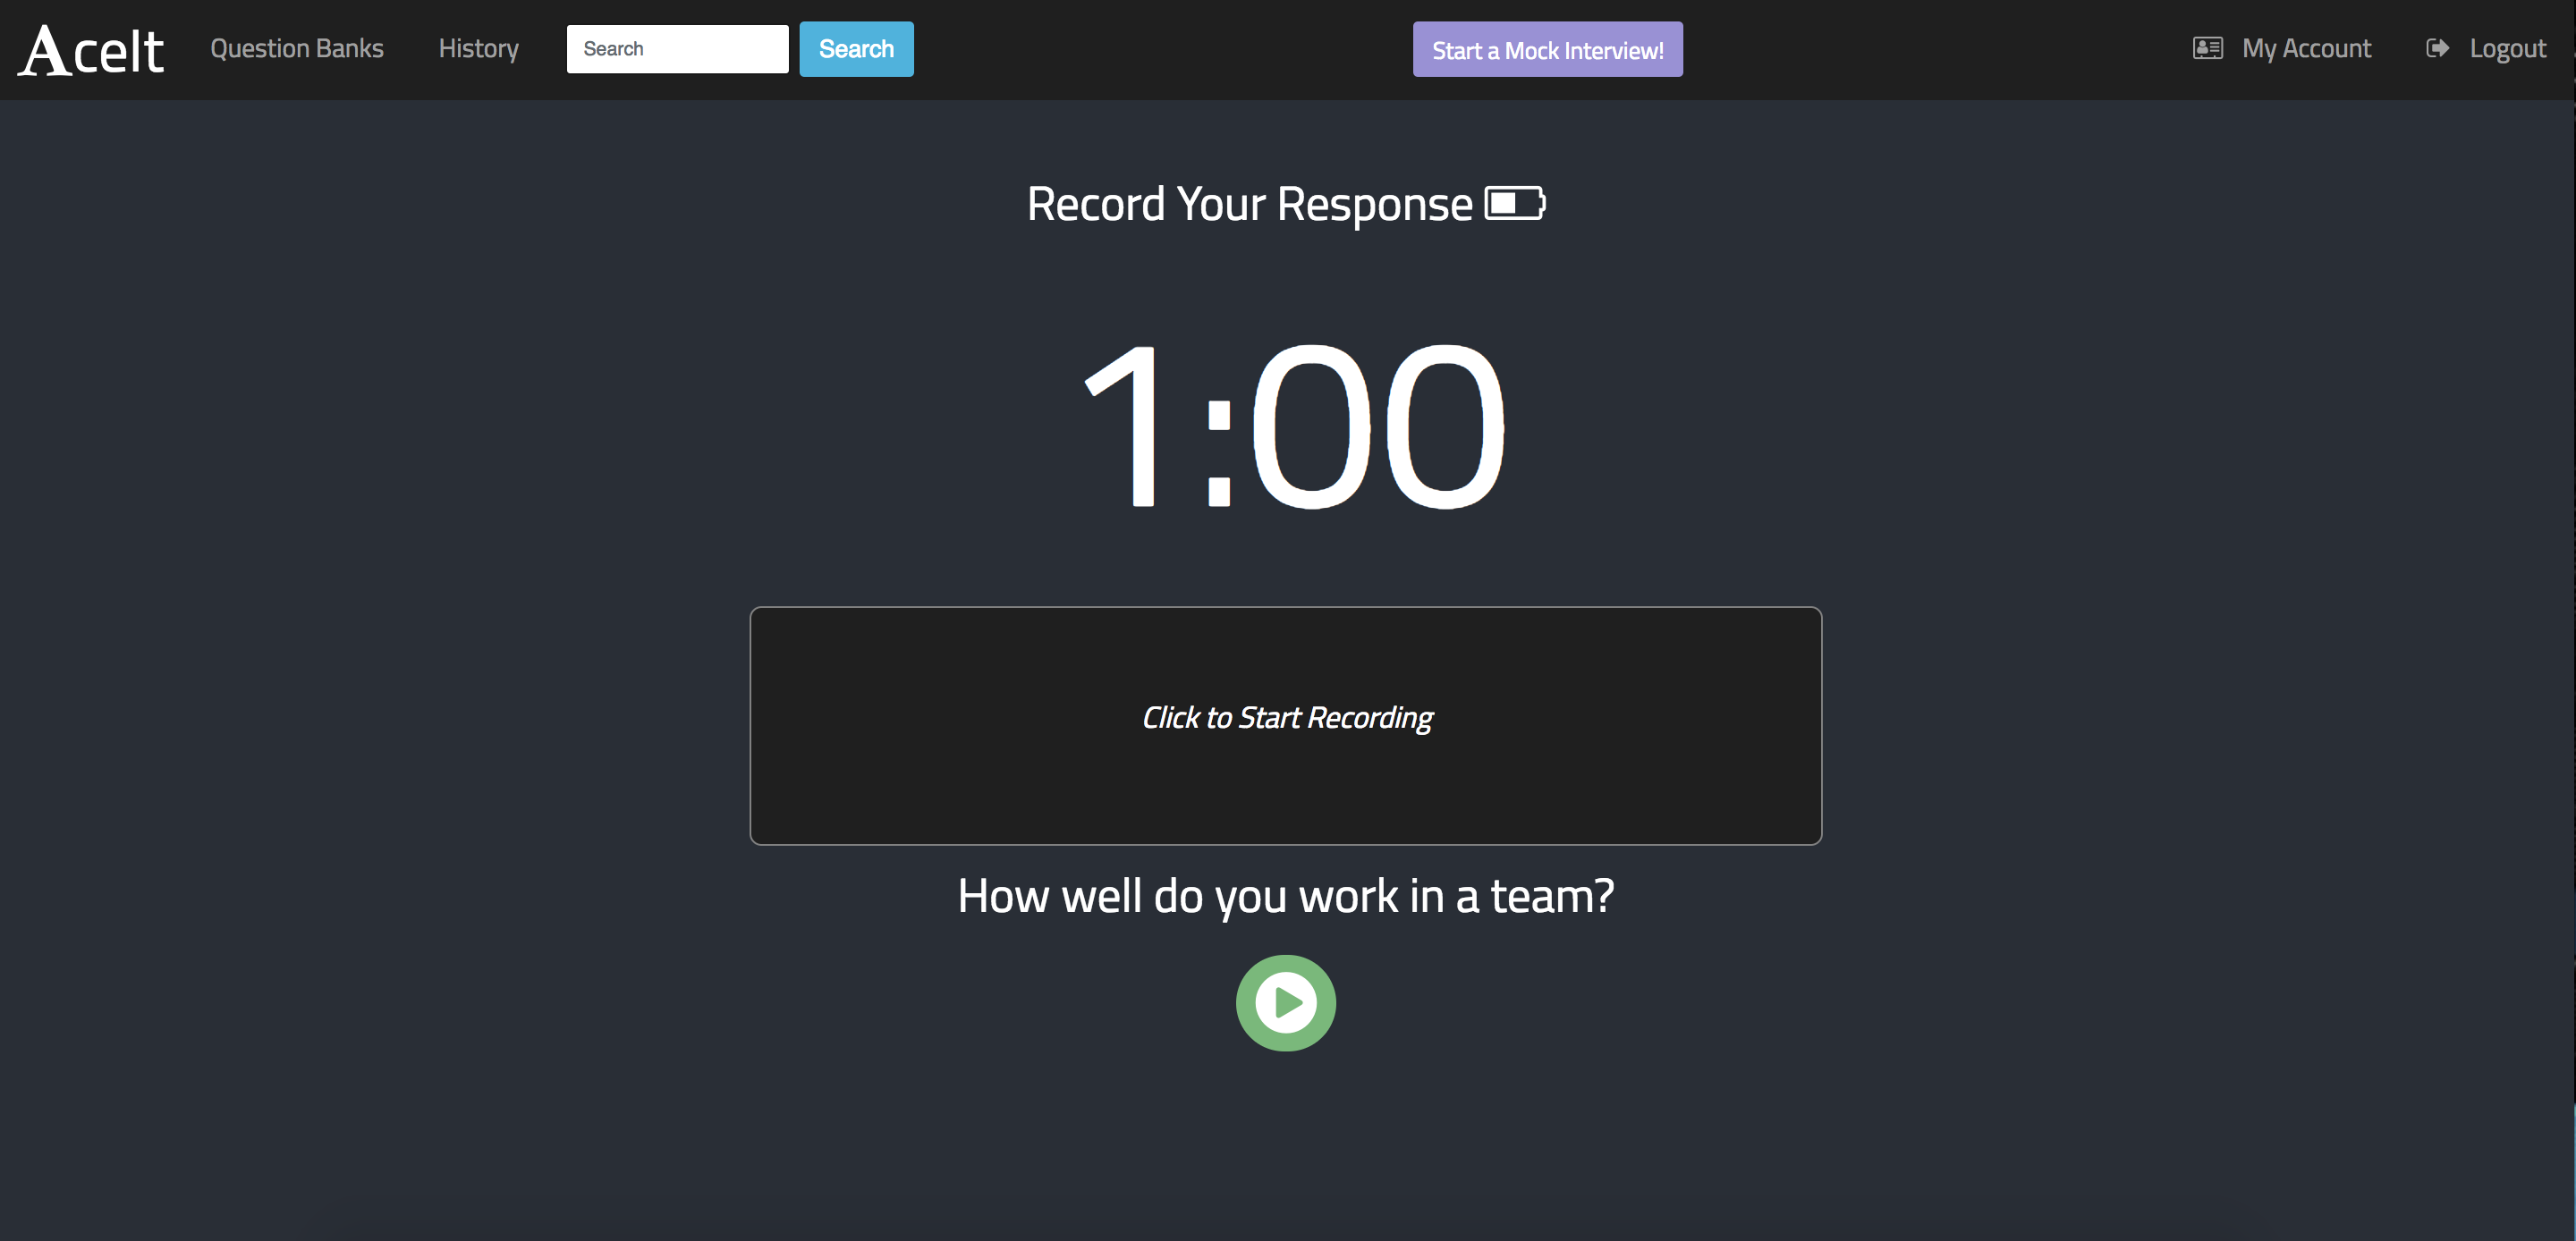 AceIt
Question Banks
History
Search
Search
Start a Mock Interview!
My Account
Logout
Record Your Response
1:00
Click to Start Recording
How well do you work in a team?